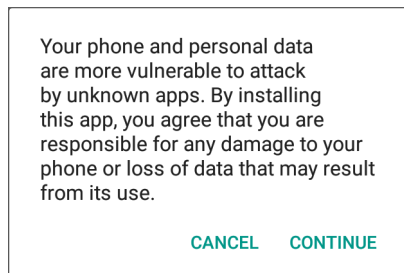 Your phone and personal data
are more vulnerable to attack
by unknown apps. By installing
this app, you agree that you are
responsible for any damage to your
phone or loss of data that may result
from its use.
CANCEL CONTINUE